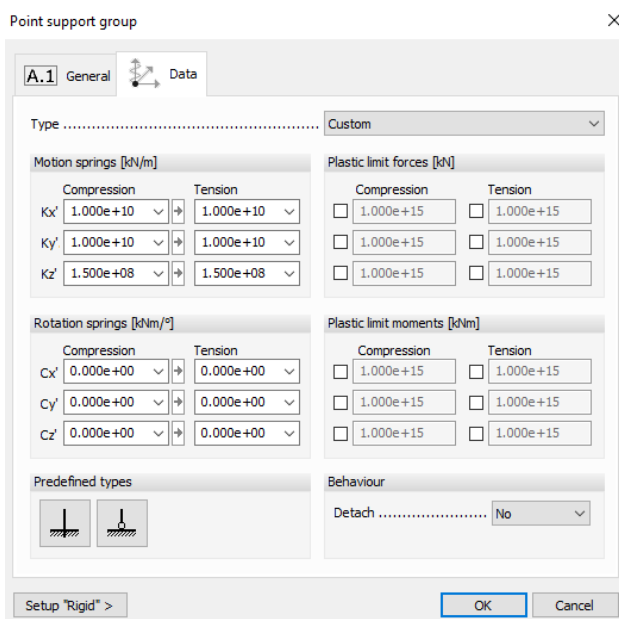 Point support group
A.1 General Data
Type ...................................................... Custom
Motion springs [kN/m] Plastic limit forces [kN]
Compression Tension Compression Tension
Kx' 1.000e+10 1.000e+10 1.000e+15 1.000e+15
Ky' 1.000e+10 1.000e+10 1.000e+15 1.000e+15
Kz' 1.500e+08 1.500e+08 1.000e+15 1.000e+15
Rotation springs [kNm/°] Plastic limit moments [kNm]
Compression Tension Compression Tension
Cx' 0.000e+00 0.000e+00 1.000e+15 1.000e+15
Cy' 0.000e+00 0.000e+00 1.000e+15 1.000e+15
Cz' 0.000e+00 0.000e+00 1.000e+15 1.000e+15
Predefined types Behaviour
Detach ....................... No
Setup "Rigid" > OK Cancel